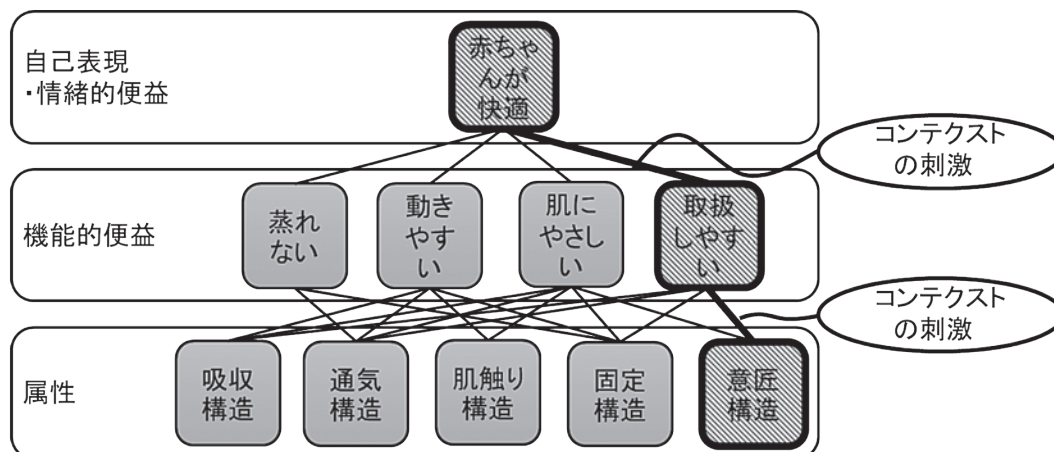 自己表現
・情緒的便益
赤ちゃ
んが
快適
コンテクスト
の刺激
機能的便益
蒸れ
ない
動き
やす
い
肌に
やさ
しい
取扱
しやす
い
コンテクスト
の刺激
属性
吸収
構造
通気
構造
肌触り
構造
固定
構造
意匠
構造